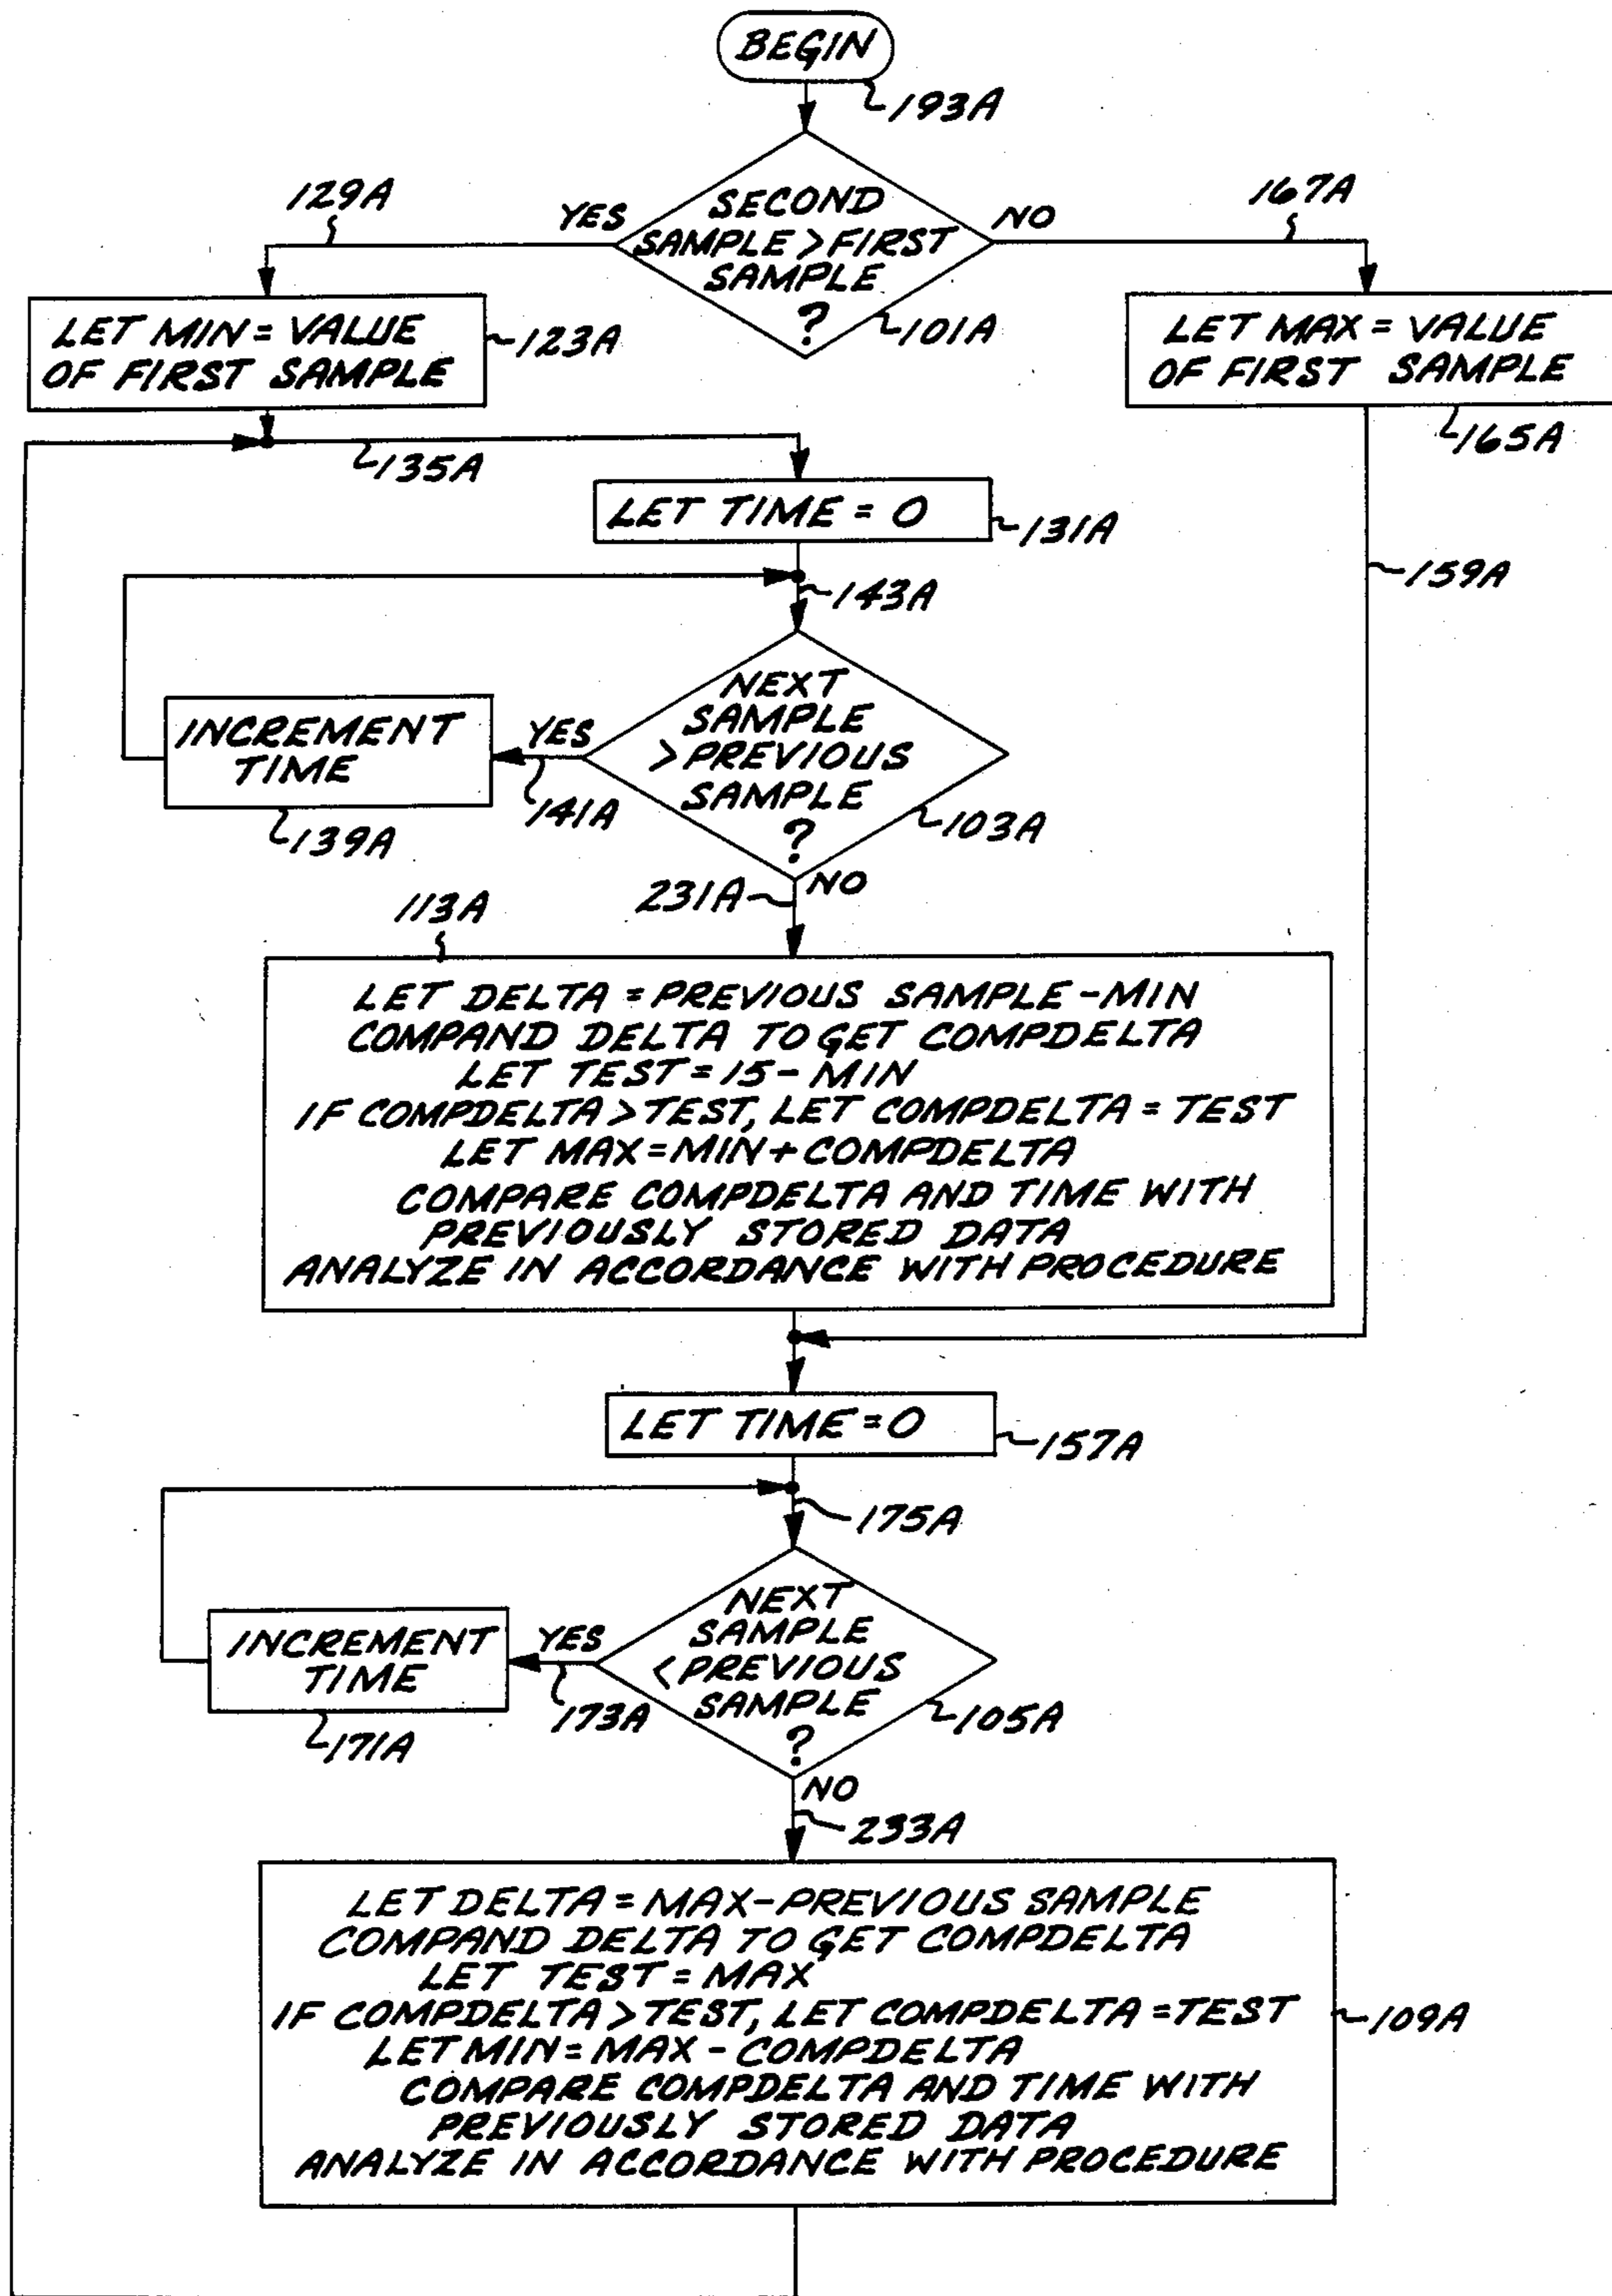 BEGIN
193A
129A
167A
YES
SECOND
SAMPLE > FIRST
SAMPLE
?
NO
101A
LET MIN = VALUE
OF FIRST SAMPLE
123A
LET MAX = VALUE
OF FIRST SAMPLE
165A
135A
LET TIME = 0
131A
159A
143A
NEXT
SAMPLE
> PREVIOUS
SAMPLE
?
YES
INCREMENT
TIME
141A
139A
103A
NO
231A
113A
LET DELTA = PREVIOUS SAMPLE - MIN
COMPAND DELTA TO GET COMPDELTA
LET TEST = 15 - MIN
IF COMPDELTA > TEST, LET COMPDELTA = TEST
LET MAX = MIN + COMPDELTA
COMPARE COMPDELTA AND TIME WITH
PREVIOUSLY STORED DATA
ANALYZE IN ACCORDANCE WITH PROCEDURE
LET TIME = 0
157A
175A
NEXT
SAMPLE
< PREVIOUS
SAMPLE
?
YES
INCREMENT
TIME
173A
171A
105A
NO
233A
LET DELTA = MAX - PREVIOUS SAMPLE
COMPAND DELTA TO GET COMPDELTA
LET TEST = MAX
IF COMPDELTA > TEST, LET COMPDELTA = TEST
109A
LET MIN = MAX - COMPDELTA
COMPARE COMPDELTA AND TIME WITH
PREVIOUSLY STORED DATA
ANALYZE IN ACCORDANCE WITH PROCEDURE